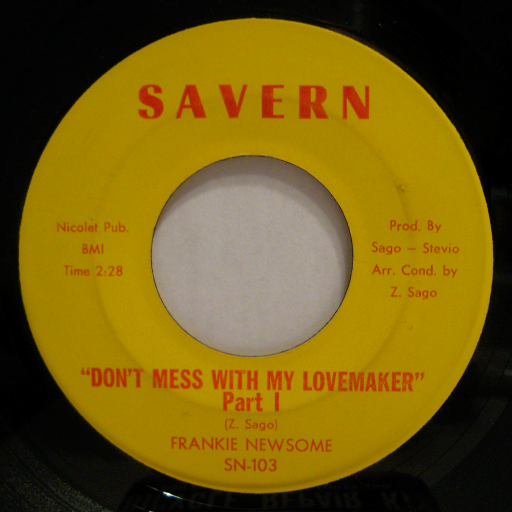 SAVERN
Nicolet Pub.
BMI
Time 2:28
Prod. By
Sago – Stevio
Arr. Cond. by
Z. Sago
"DON'T MESS WITH MY LOVEMAKER"
Part I
(Z. Sago)
FRANKIE NEWSOME
SN-103